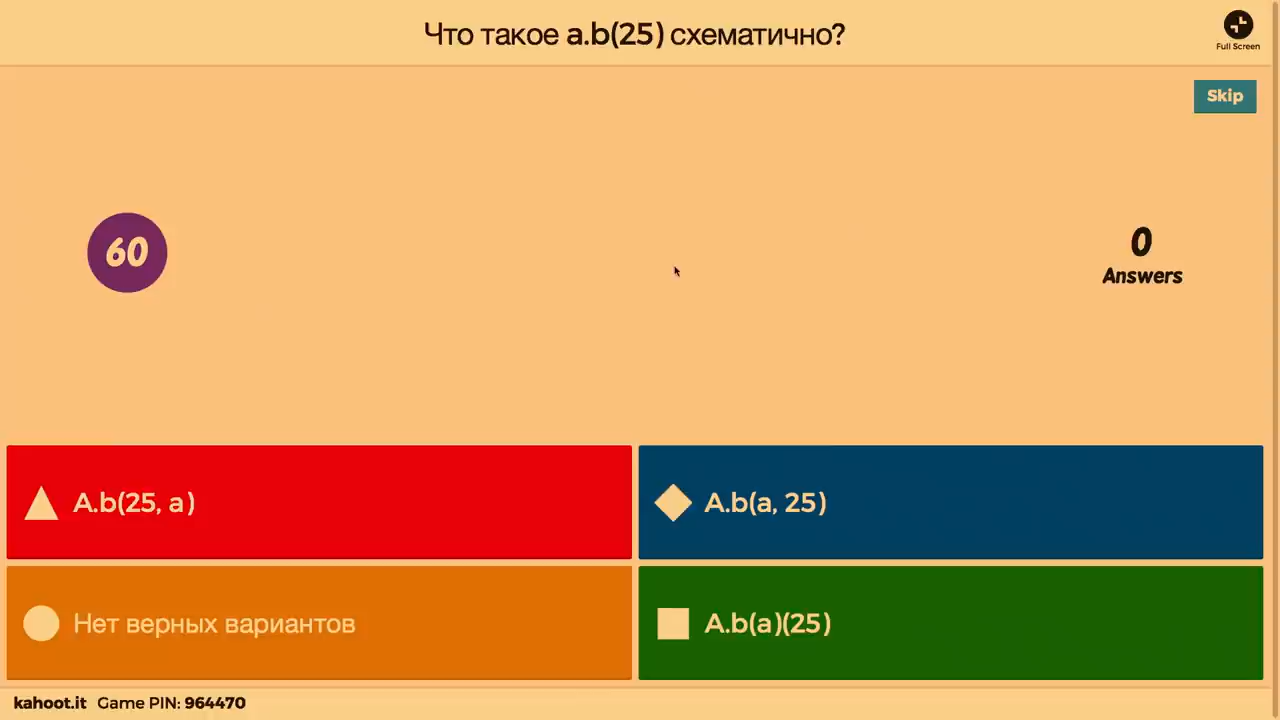 Что такое a.b(25) схематично?
Full Screen
Skip
60
0
Answers
A.b(25, a)
A.b(a, 25)
Нет верных вариантов
A.b(a)(25)
kahoot.it Game PIN: 964470